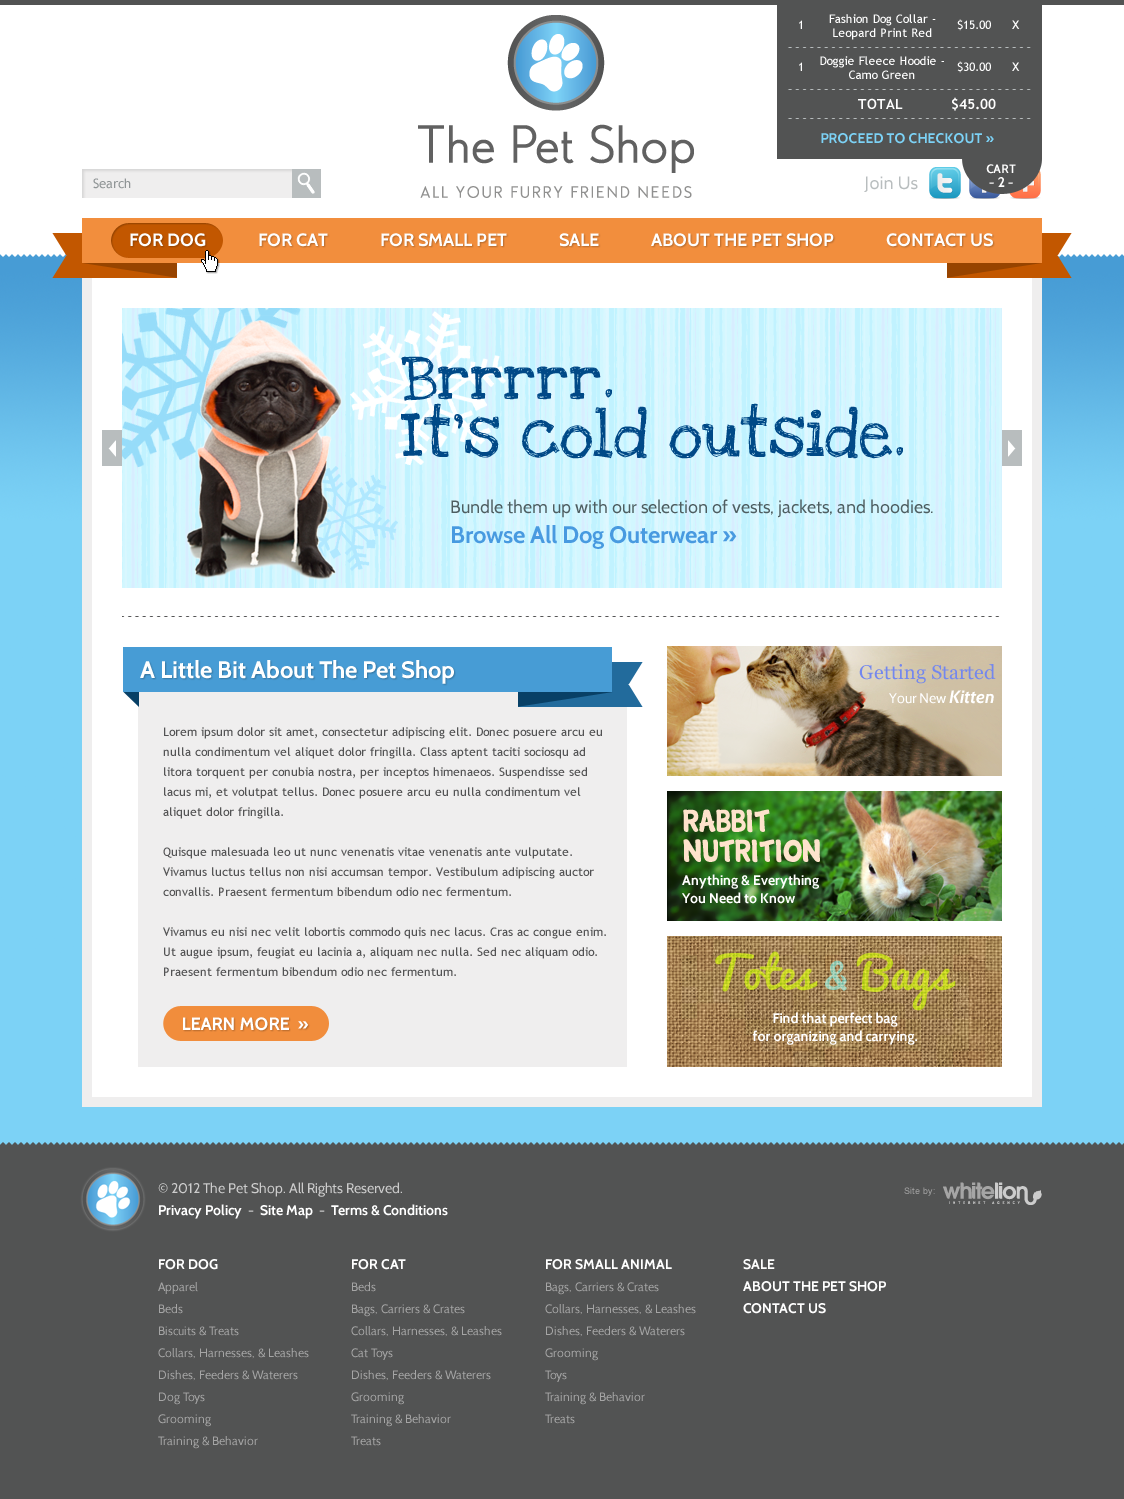 1 Fashion Dog Collar - $15.00 X
Leopard Print Red
1 Doggie Fleece Hoodie - $30.00 X
Camo Green
TOTAL $45.00
PROCEED TO CHECKOUT »
CART
- 2 -
The Pet Shop
ALL YOUR FURRY FRIEND NEEDS
Search
Join Us
FOR DOG FOR CAT FOR SMALL PET SALE ABOUT THE PET SHOP CONTACT US
Brrrrr.
It's cold outside.
Bundle them up with our selection of vests, jackets, and hoodies.
Browse All Dog Outerwear »
A Little Bit About The Pet Shop
Lorem ipsum dolor sit amet, consectetur adipiscing elit. Donec posuere arcu eu
nulla condimentum vel aliquet dolor fringilla. Class aptent taciti sociosqu ad
litora torquent per conubia nostra, per inceptos himenaeos. Suspendisse sed
lacus mi, et volutpat tellus. Donec posuere arcu eu nulla condimentum vel
aliquet dolor fringilla.
Quisque malesuada leo ut nunc venenatis vitae venenatis ante vulputate.
Vivamus luctus tellus non nisi accumsan tempor. Vestibulum adipiscing auctor
convallis. Praesent fermentum bibendum odio nec fermentum.
Vivamus eu nisi nec velit lobortis commodo quis nec lacus. Cras ac congue enim.
Ut augue ipsum, feugiat eu lacinia a, aliquam nec nulla. Sed nec aliquam odio.
Praesent fermentum bibendum odio nec fermentum.
LEARN MORE »
Getting Started
Your New Kitten
RABBIT
NUTRITION
Anything & Everything
You Need to Know
Totes & Bags
Find that perfect bag
for organizing and carrying.
© 2012 The Pet Shop. All Rights Reserved.
Privacy Policy - Site Map - Terms & Conditions
Site by: whitelion
INTERNET AGENCY
FOR DOG
Apparel
Beds
Biscuits & Treats
Collars, Harnesses, & Leashes
Dishes, Feeders & Waterers
Dog Toys
Grooming
Training & Behavior
FOR CAT
Beds
Bags, Carriers & Crates
Collars, Harnesses, & Leashes
Cat Toys
Dishes, Feeders & Waterers
Grooming
Training & Behavior
Treats
FOR SMALL ANIMAL
Bags, Carriers & Crates
Collars, Harnesses, & Leashes
Dishes, Feeders & Waterers
Grooming
Toys
Training & Behavior
Treats
SALE
ABOUT THE PET SHOP
CONTACT US